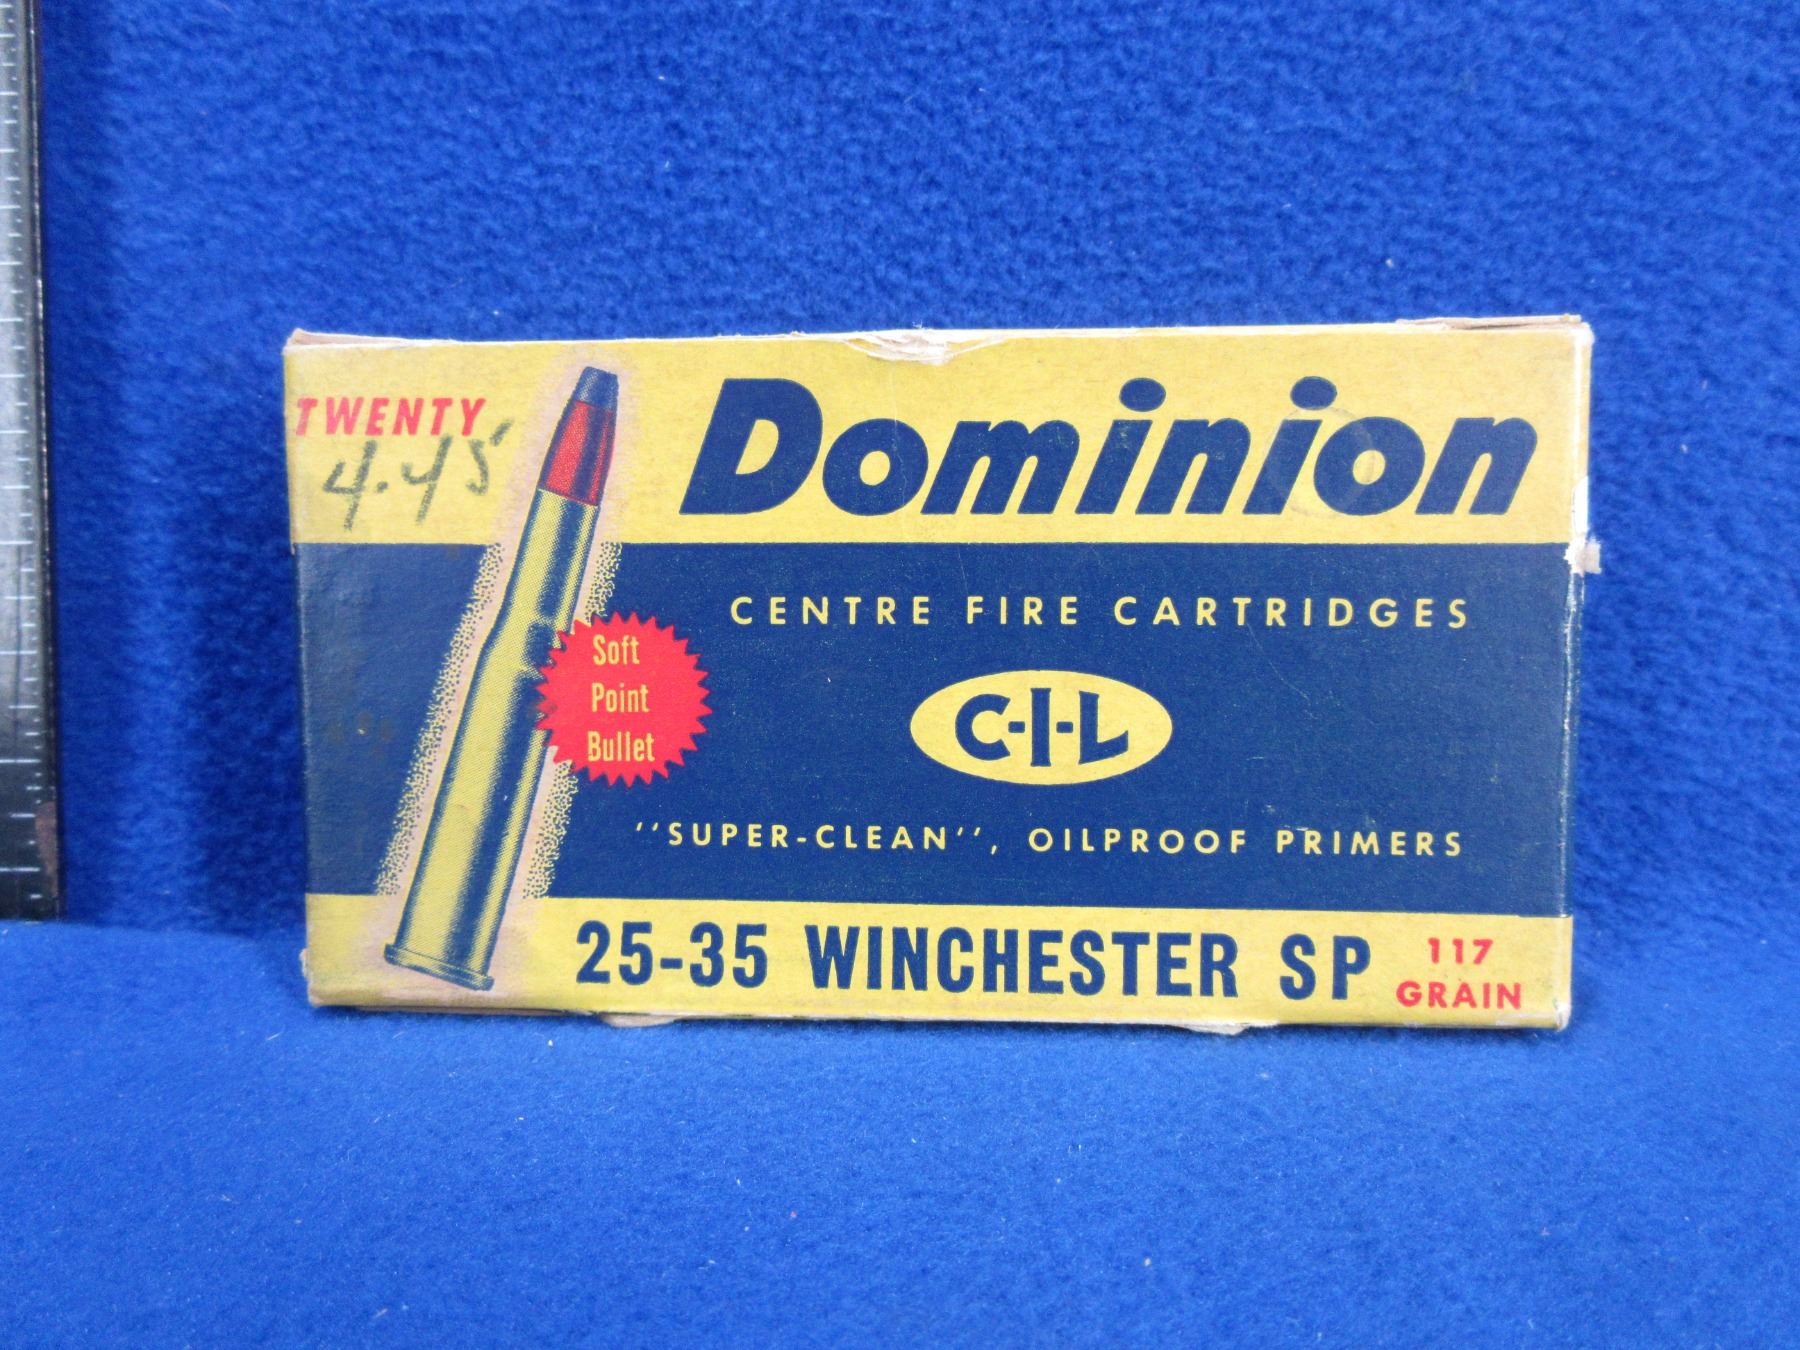 TWENTY
4.45
Dominion
CENTRE FIRE CARTRIDGES
Soft
Point
Bullet
C-I-L
"SUPER-CLEAN", OILPROOF PRIMERS
25-35 WINCHESTER SP
117
GRAIN